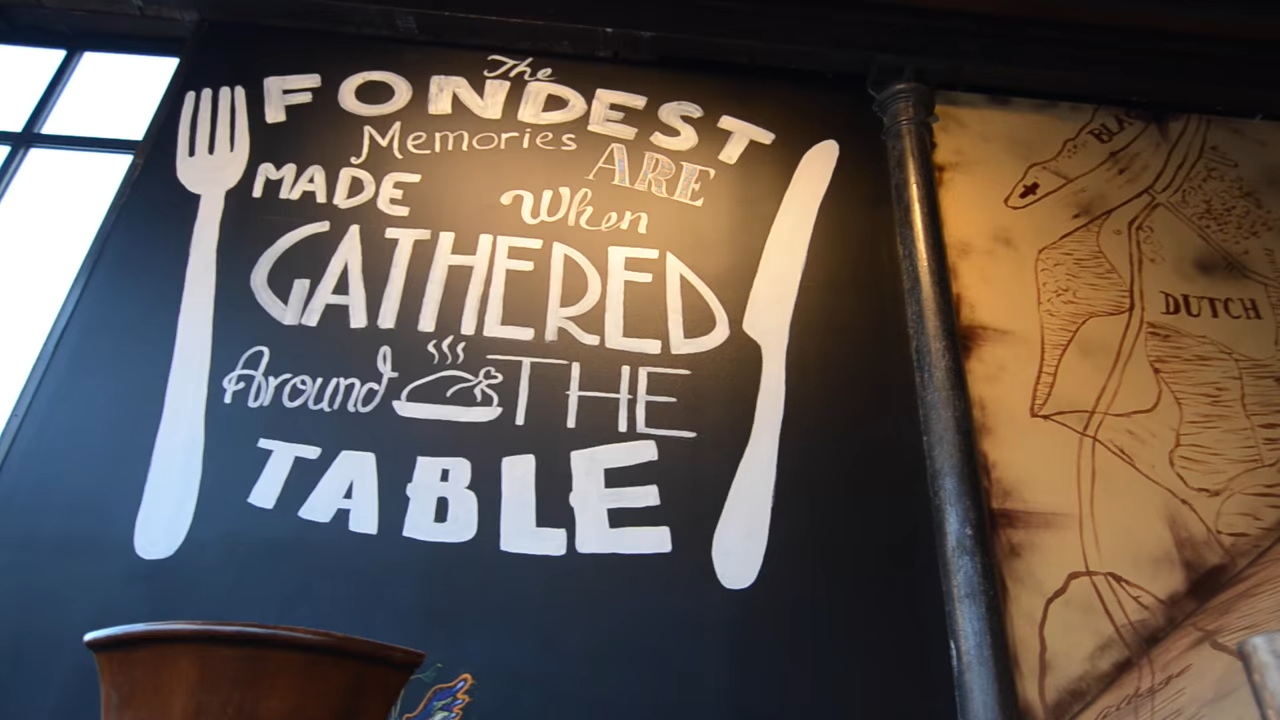 The
FONDEST
Memories ARE
MADE When
GATHERED
Around THE
TABLE
DUTCH